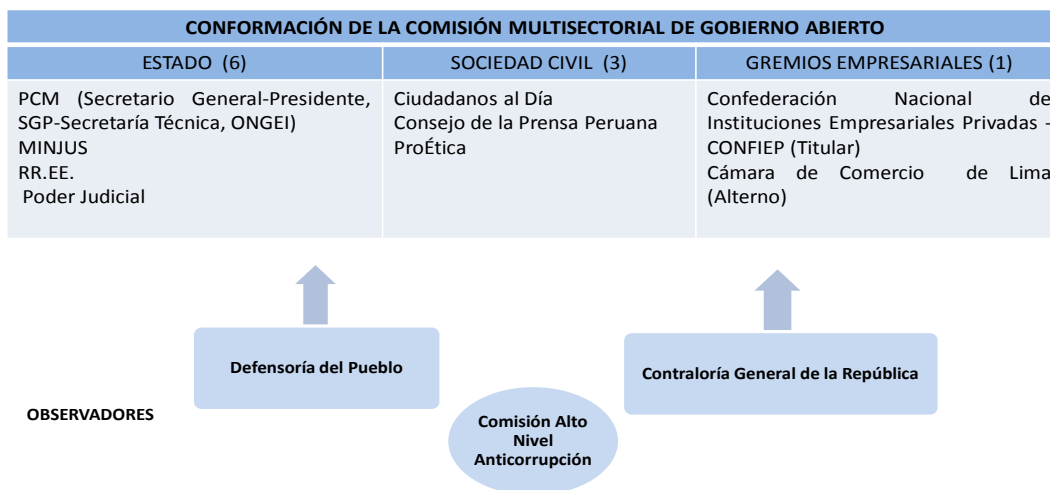 CONFORMACIÓN DE LA COMISIÓN MULTISECTORIAL DE GOBIERNO ABIERTO
ESTADO (6)
PCM (Secretario General-Presidente,
SGP-Secretaría Técnica, ONGEI)
MINJUS
RR.EE.
Poder Judicial
SOCIEDAD CIVIL (3)
Ciudadanos al Día
Consejo de la Prensa Peruana
ProÉtica
GREMIOS EMPRESARIALES (1)
Confederación Nacional de
Instituciones Empresariales Privadas -
CONFIEP (Titular)
Cámara de Comercio de Lima
(Alterno)
Defensoría del Pueblo
Contraloría General de la República
OBSERVADORES
Comisión Alto
Nivel
Anticorrupción